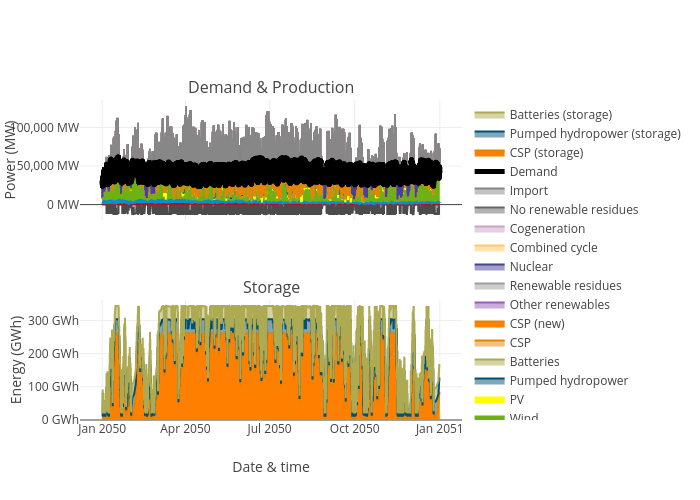 Demand & Production
Power (MW)
00,000 MW
50,000 MW
0 MW
Storage
Energy (GWh)
300 GWh
200 GWh
100 GWh
0 GWh
Jan 2050
Apr 2050
Jul 2050
Oct 2050
Jan 2051
Date & time
Batteries (storage)
Pumped hydropower (storage)
CSP (storage)
Demand
Import
No renewable residues
Cogeneration
Combined cycle
Nuclear
Renewable residues
Other renewables
CSP (new)
CSP
Batteries
Pumped hydropower
PV
Wind